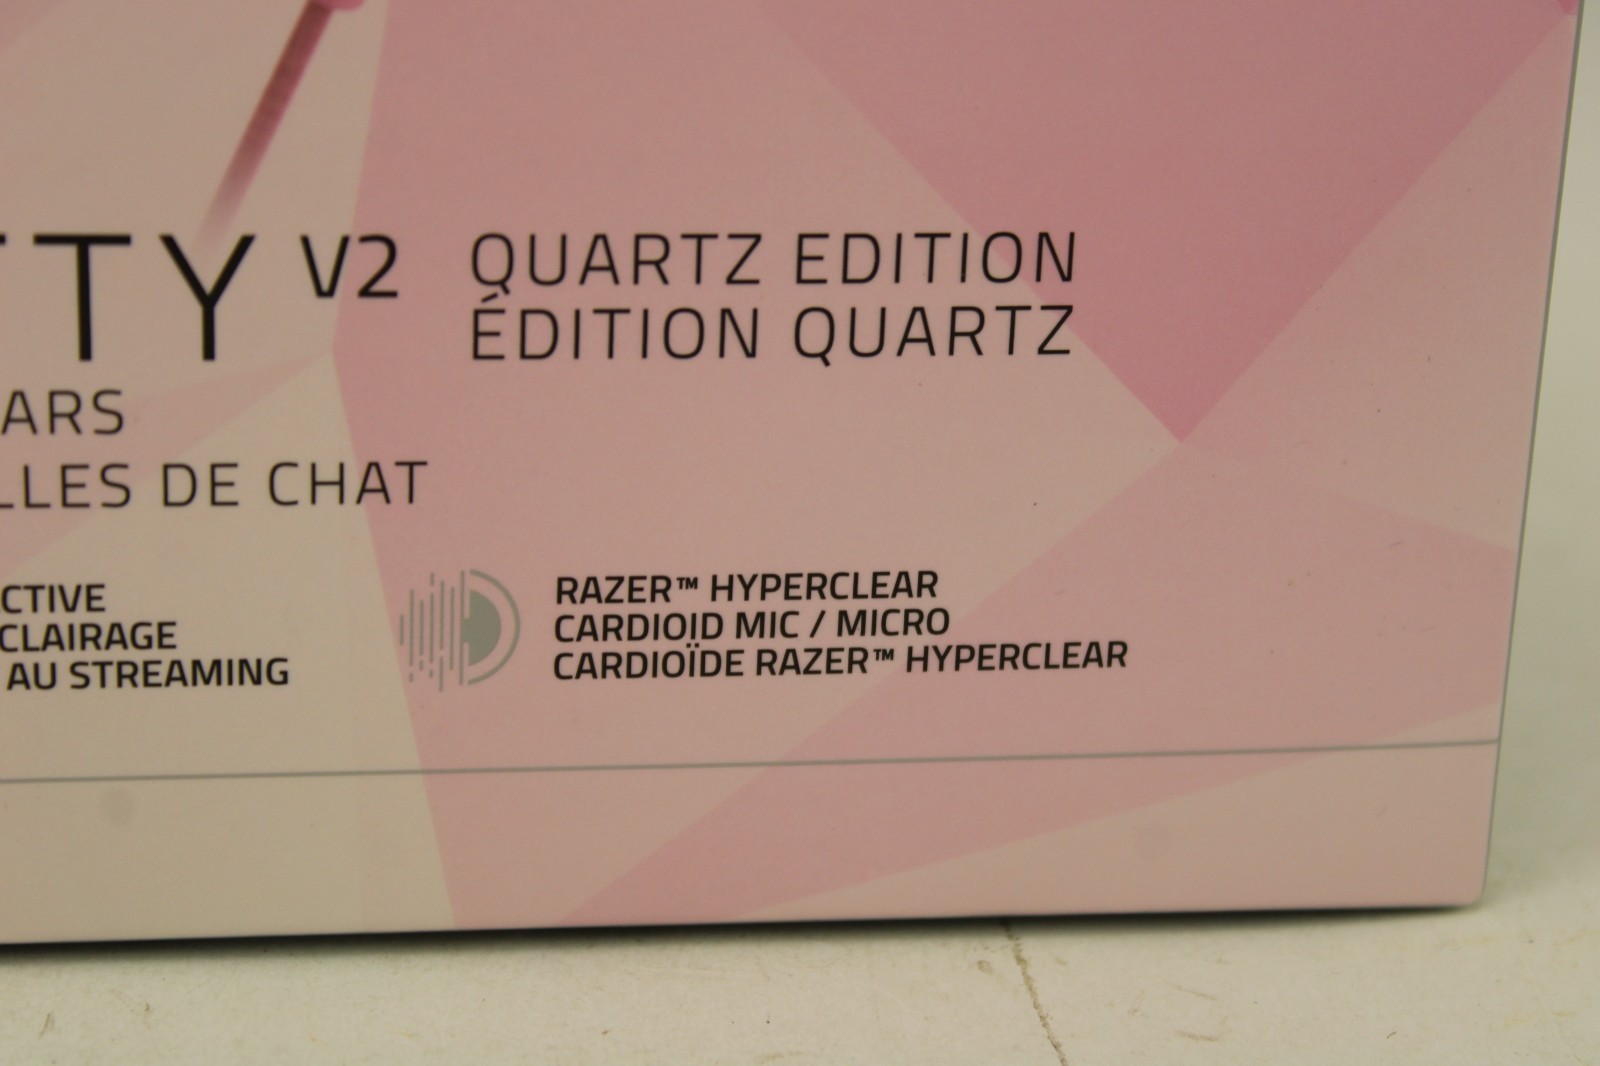 TTY V2
QUARTZ EDITION
ÉDITION QUARTZ
ARS
LLES DE CHAT
CTIVE
CLAIRAGE
AU STREAMING
RAZER™ HYPERCLEAR
CARDIOID MIC / MICRO
CARDIOÏDE RAZER™ HYPERCLEAR